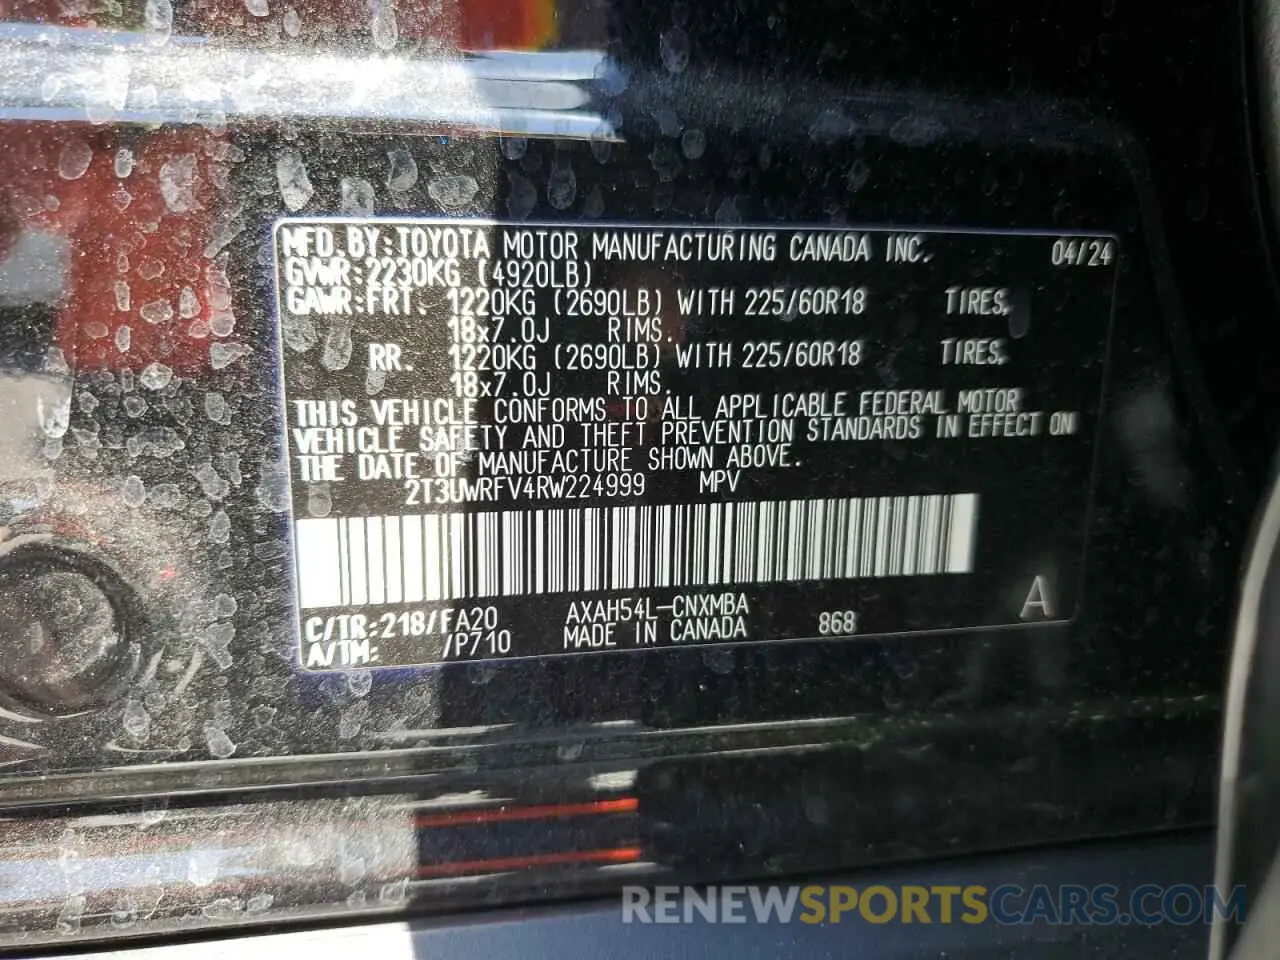 MFD. BY: TOYOTA MOTOR MANUFACTURING CANADA INC. 04/24
GVWR: 2230KG (4920LB)
GAWR: FRT. 1220KG (2690LB) WITH 225/60R18 TIRES,
18x7.0J RIMS.
RR. 1220KG (2690LB) WITH 225/60R18 TIRES,
18x7.0J RIMS.
THIS VEHICLE CONFORMS TO ALL APPLICABLE FEDERAL MOTOR
VEHICLE SAFETY AND THEFT PREVENTION STANDARDS IN EFFECT ON
THE DATE OF MANUFACTURE SHOWN ABOVE.
2T3UWRFV4RW224999 MPV
C/TR: 218/FA20 AXAH54L-CNXMBA
A/TM: /P710 MADE IN CANADA 868 A
RENEWSPORTSCARS.COM